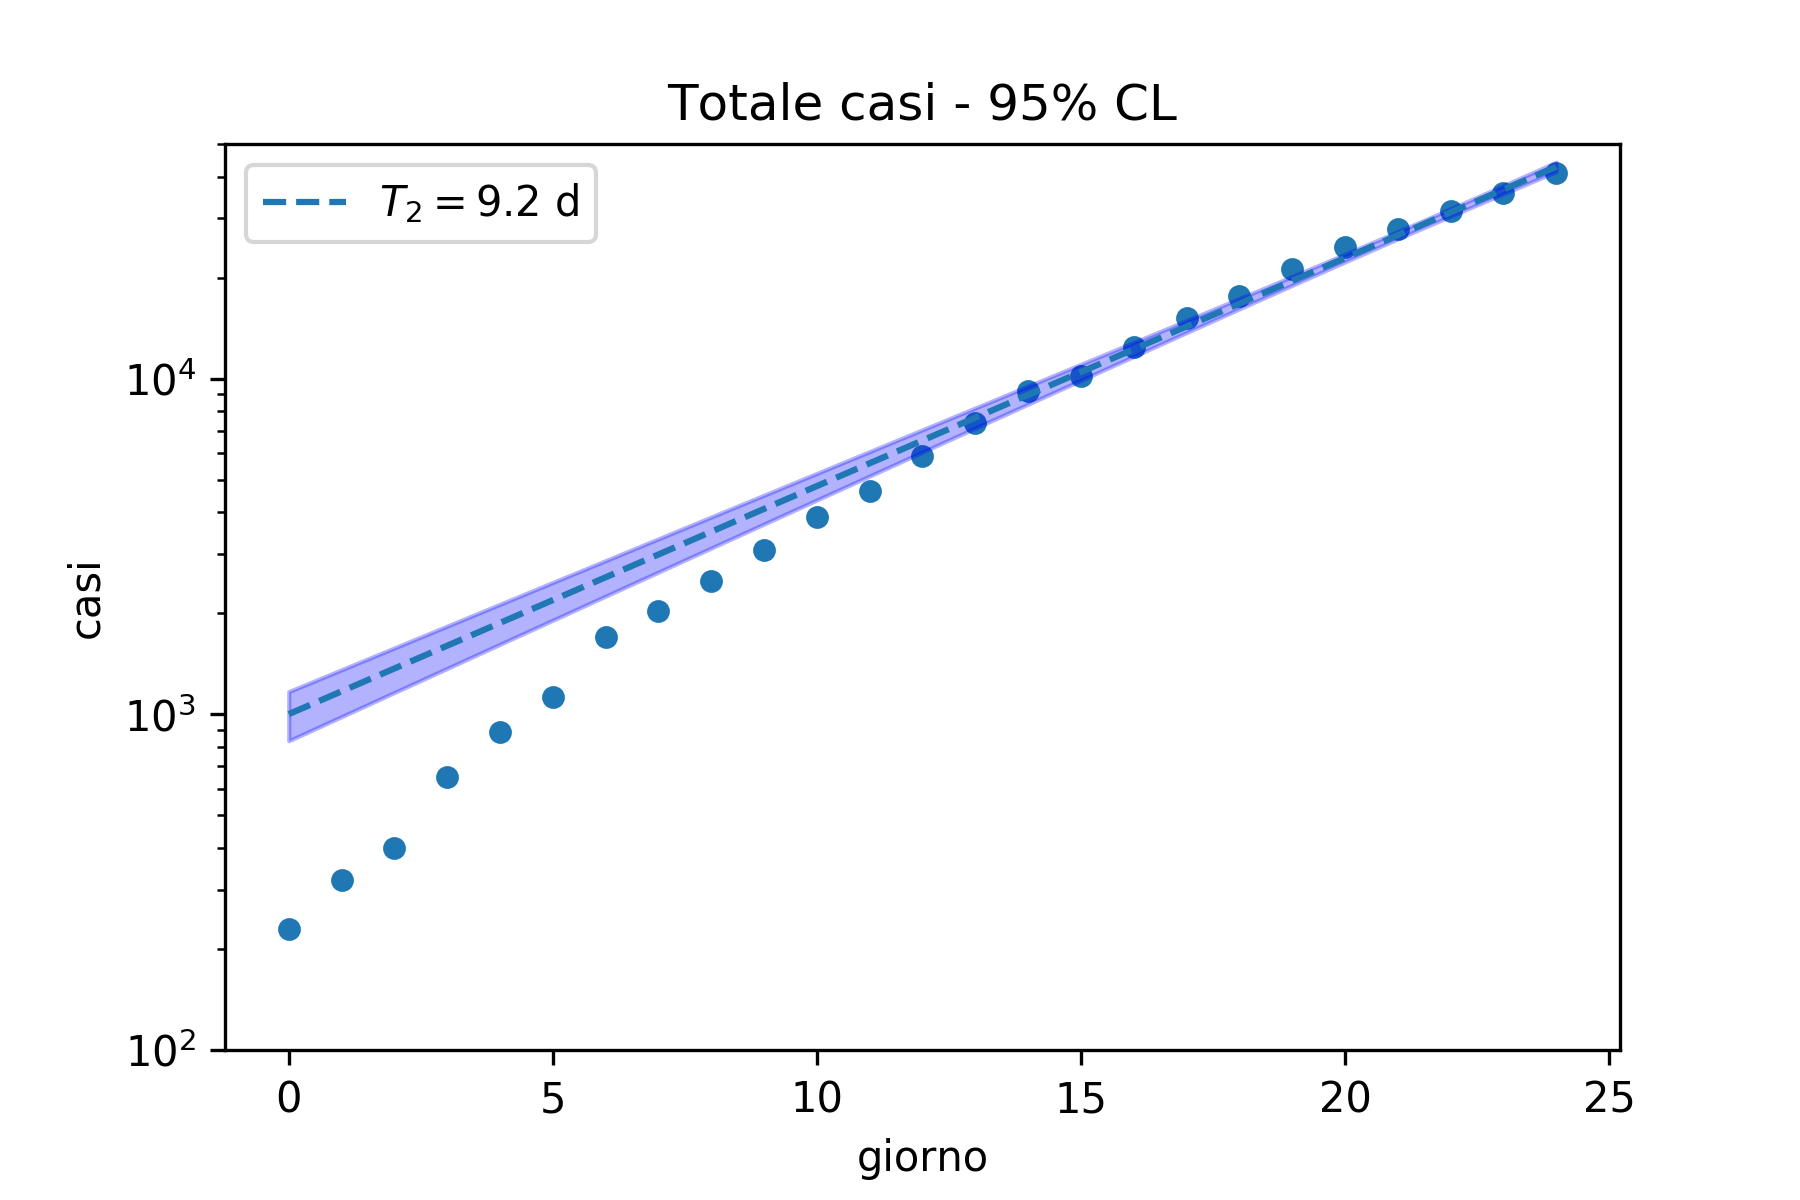 Totale casi - 95% CL
T₂ = 9.2 d
casi
10⁴
10³
10²
0 5 10 15 20 25
giorno